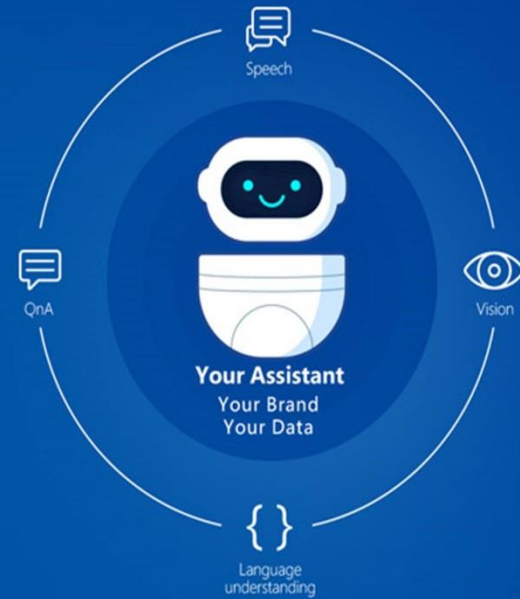 Speech
QnA
Vision
Your Assistant
Your Brand
Your Data
{ }
Language
understanding